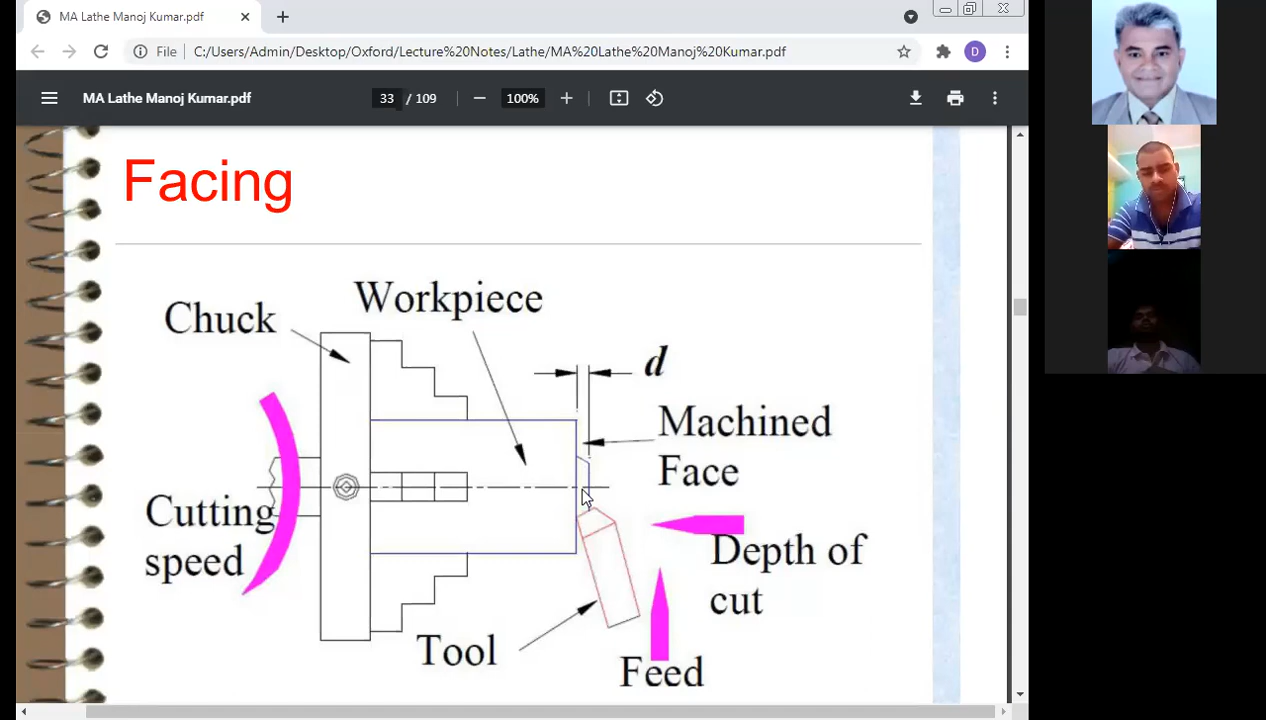 MA Lathe Manoj Kumar.pdf
File C:/Users/Admin/Desktop/Oxford/Lecture%20Notes/Lathe/MA%20Lathe%20Manoj%20Kumar.pdf
D
MA Lathe Manoj Kumar.pdf
33 / 109
100%
Facing
Workpiece
Chuck
d
Machined
Face
Cutting
speed
Depth of
cut
Tool
Feed